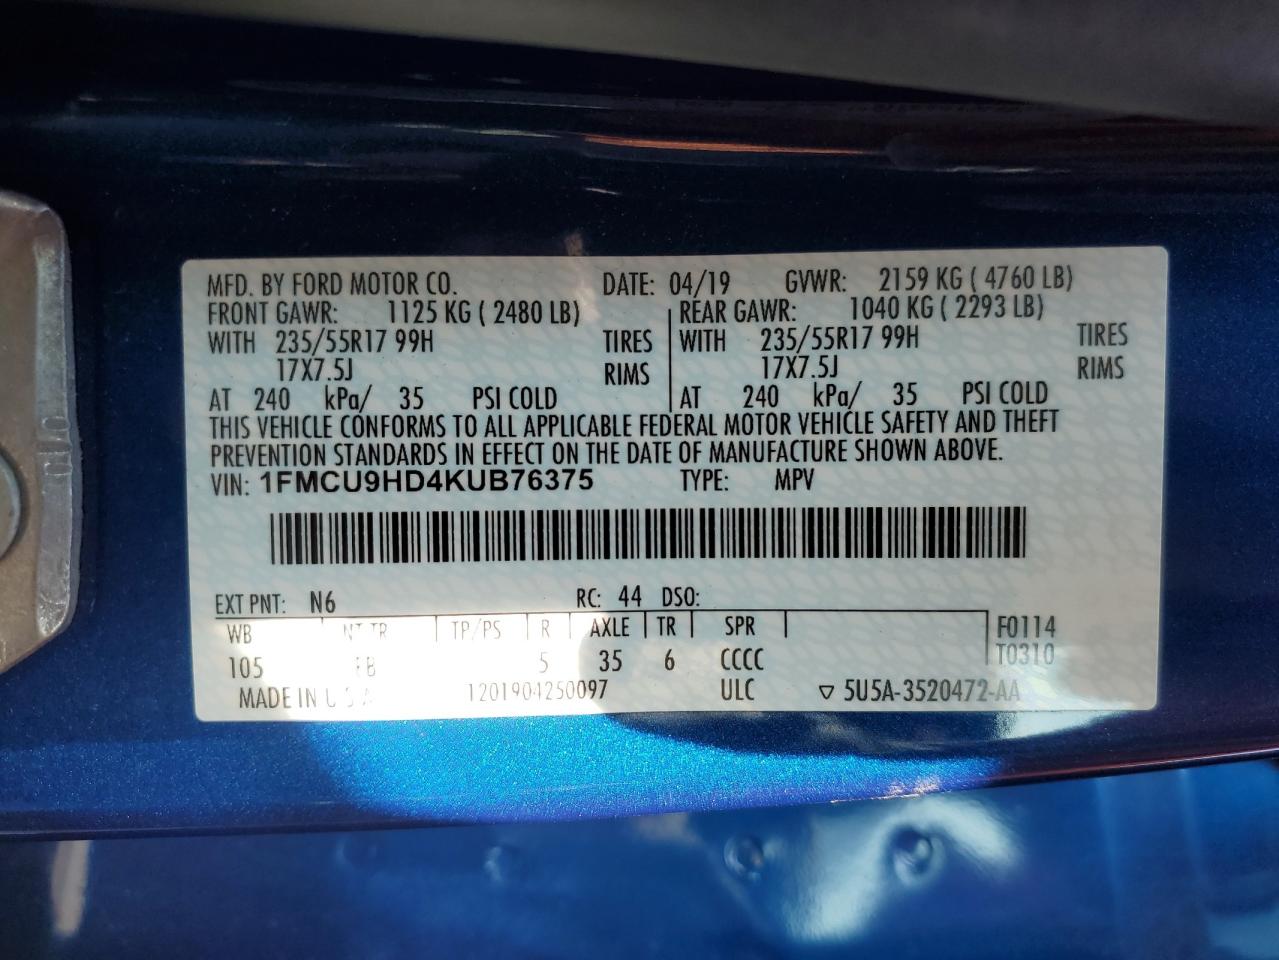 MFD. BY FORD MOTOR CO. DATE: 04/19 GVWR: 2159 KG ( 4760 LB)
FRONT GAWR: 1125 KG ( 2480 LB) REAR GAWR: 1040 KG ( 2293 LB)
WITH 235/55R17 99H TIRES WITH 235/55R17 99H TIRES
17X7.5J RIMS 17X7.5J RIMS
AT 240 kPa/ 35 PSI COLD AT 240 kPa/ 35 PSI COLD
THIS VEHICLE CONFORMS TO ALL APPLICABLE FEDERAL MOTOR VEHICLE SAFETY AND THEFT
PREVENTION STANDARDS IN EFFECT ON THE DATE OF MANUFACTURE SHOWN ABOVE.
VIN: 1FMCU9HD4KUB76375 TYPE: MPV
EXT PNT: N6 RC: 44 DSO:
WB INT TR TP/PS R AXLE TR SPR F0114
105 5 35 6 CCCC T0310
MADE IN U S A 1201904250097 ULC ▽ 5U5A-3520472-AA